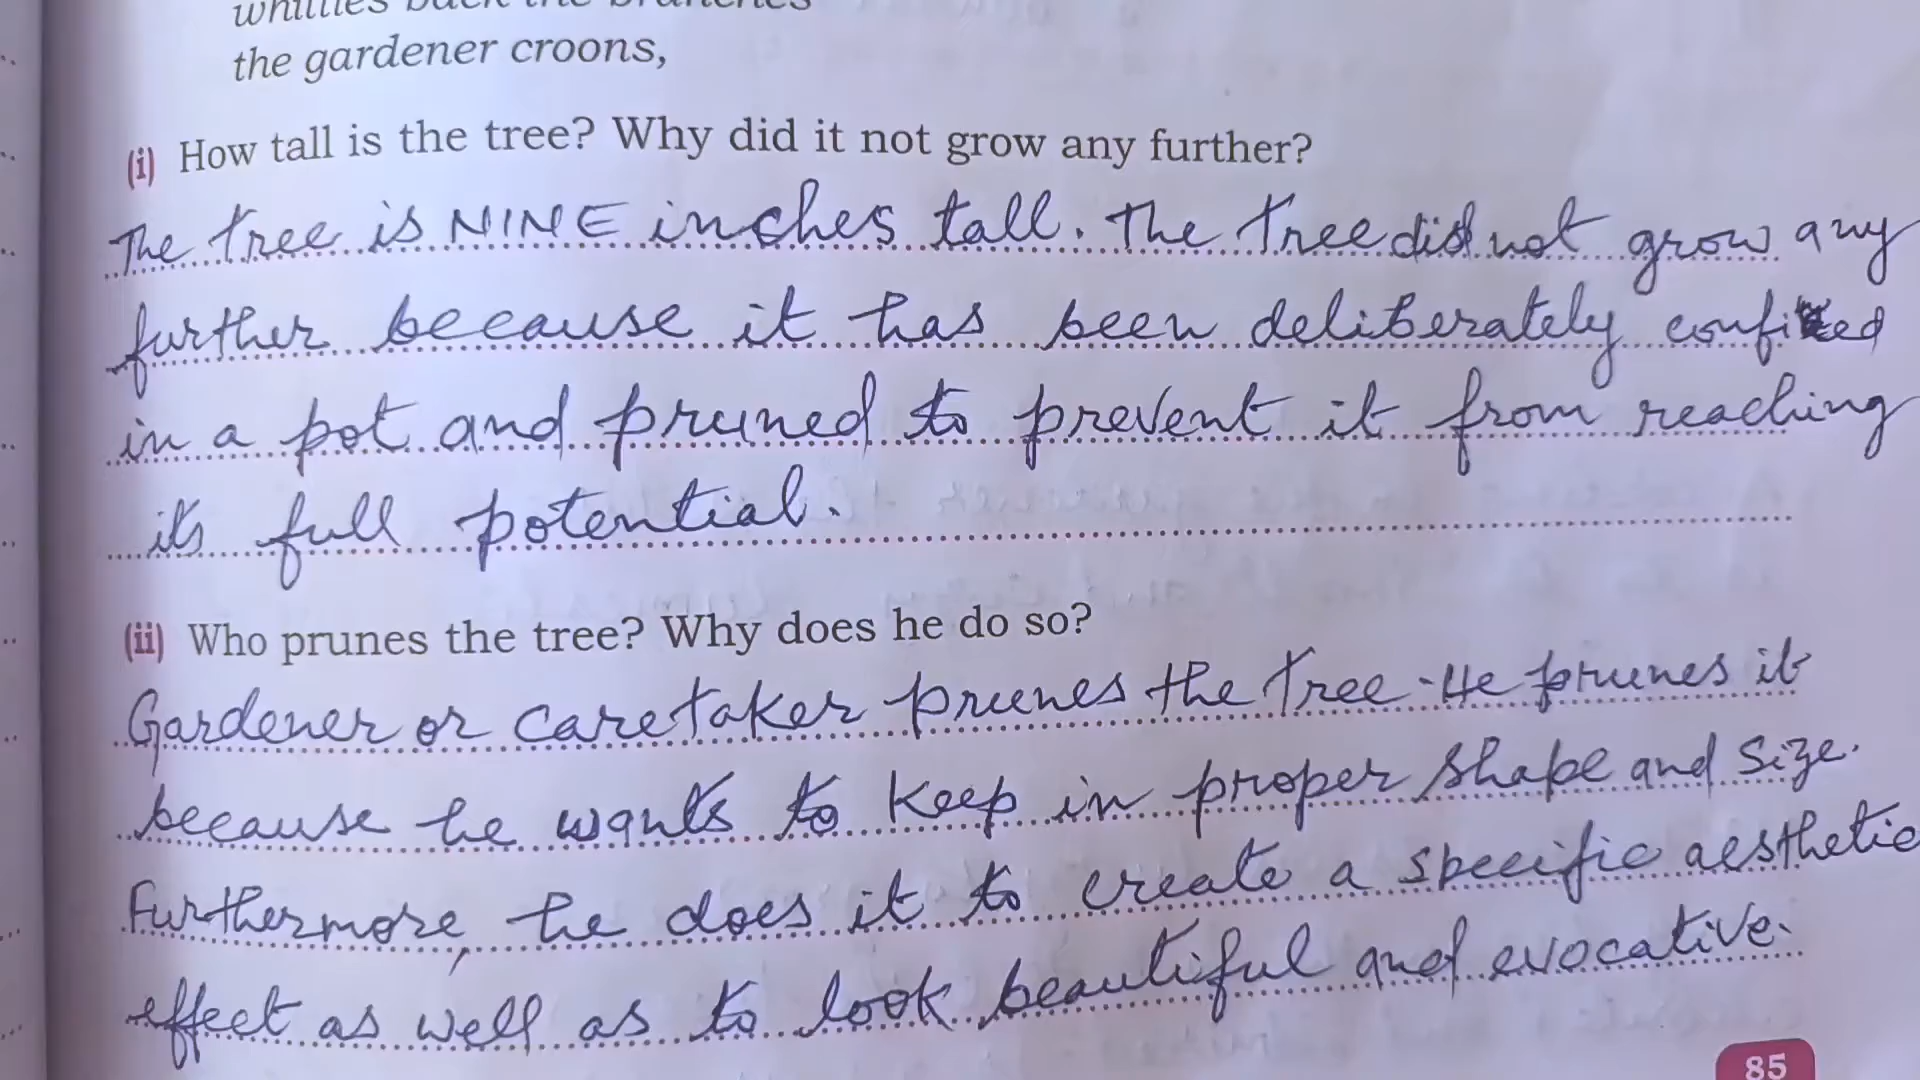 whittles back the branches
the gardener croons,
(i) How tall is the tree? Why did it not grow any further?
The tree is NINE inches tall. The tree did not grow any
further because it has been deliberately confined
in a pot and pruned to prevent it from reaching
its full potential.
(ii) Who prunes the tree? Why does he do so?
Gardener or caretaker prunes the tree. He prunes it
because he wants to keep in proper shape and size.
Furthermore, he does it to create a specific aesthetic
effect as well as to look beautiful and evocative.
85